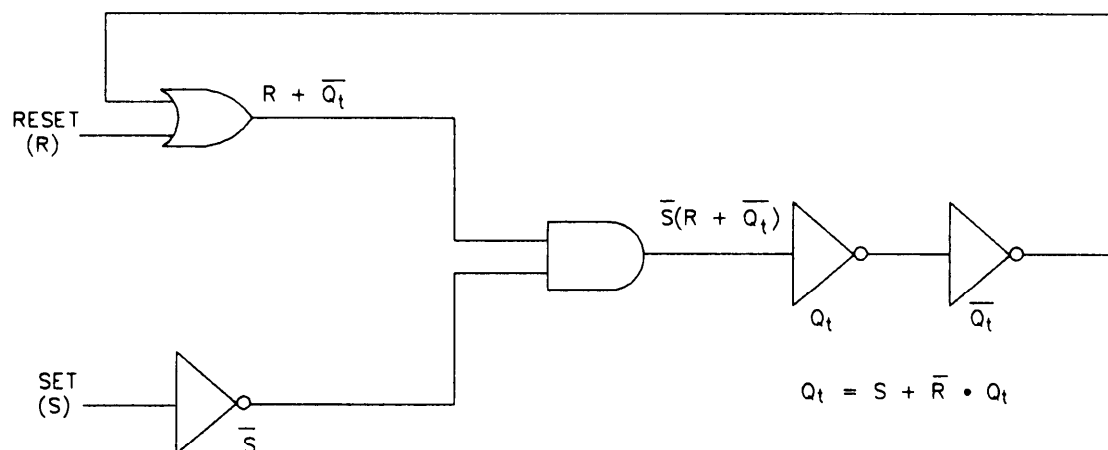 R + Q̅t̅
RESET
(R)
S̅(R + Q̅t̅)
Qt
Q̅t̅
SET
(S)
S̅
Qt = S + R̅ • Qt